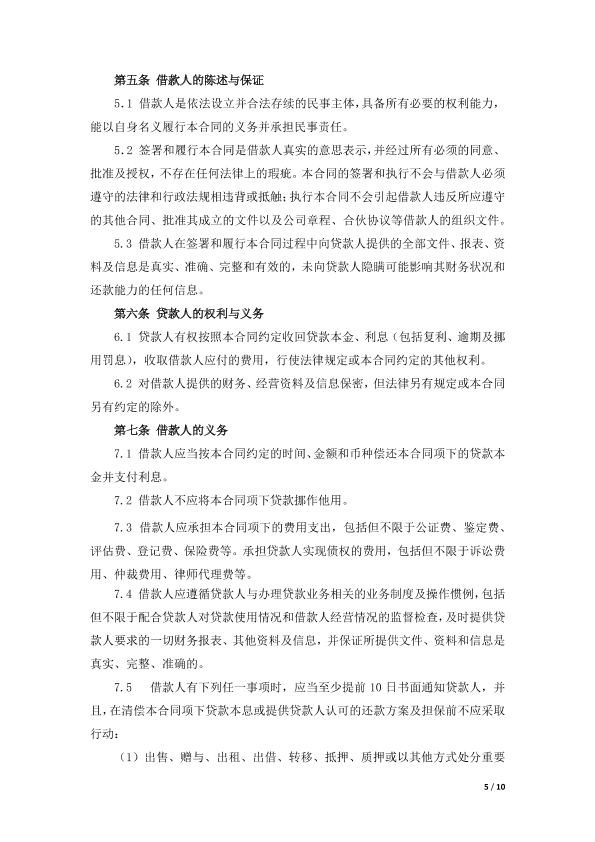 第五条 借款人的陈述与保证
5.1 借款人是依法设立并合法存续的民事主体，具备所有必要的权利能力，
能以自身名义履行本合同的义务并承担民事责任。
5.2 签署和履行本合同是借款人真实的意思表示，并经过所有必须的同意、
批准及授权，不存在任何法律上的瑕疵。本合同的签署和执行不会与借款人必须
遵守的法律和行政法规相违背或抵触；执行本合同不会引起借款人违反所应遵守
的其他合同、批准其成立的文件以及公司章程、合伙协议等借款人的组织文件。
5.3 借款人在签署和履行本合同过程中向贷款人提供的全部文件、报表、资
料及信息是真实、准确、完整和有效的，未向贷款人隐瞒可能影响其财务状况和
还款能力的任何信息。
第六条 贷款人的权利与义务
6.1 贷款人有权按照本合同约定收回贷款本金、利息（包括复利、逾期及挪
用罚息），收取借款人应付的费用，行使法律规定或本合同约定的其他权利。
6.2 对借款人提供的财务、经营资料及信息保密，但法律另有规定或本合同
另有约定的除外。
第七条 借款人的义务
7.1 借款人应当按本合同约定的时间、金额和币种偿还本合同项下的贷款本
金并支付利息。
7.2 借款人不应将本合同项下贷款挪作他用。
7.3 借款人应承担本合同项下的费用支出，包括但不限于公证费、鉴定费、
评估费、登记费、保险费等。承担贷款人实现债权的费用，包括但不限于诉讼费
用、仲裁费用、律师代理费等。
7.4 借款人应遵循贷款人与办理贷款业务相关的业务制度及操作惯例，包括
但不限于配合贷款人对贷款使用情况和借款人经营情况的监督检查，及时提供贷
款人要求的一切财务报表、其他资料及信息，并保证所提供文件、资料和信息是
真实、完整、准确的。
7.5 借款人有下列任一事项时，应当至少提前 10 日书面通知贷款人，并
且，在清偿本合同项下贷款本息或提供贷款人认可的还款方案及担保前不应采取
行动：
（1）出售、赠与、出租、出借、转移、抵押、质押或以其他方式处分重要
5 / 10